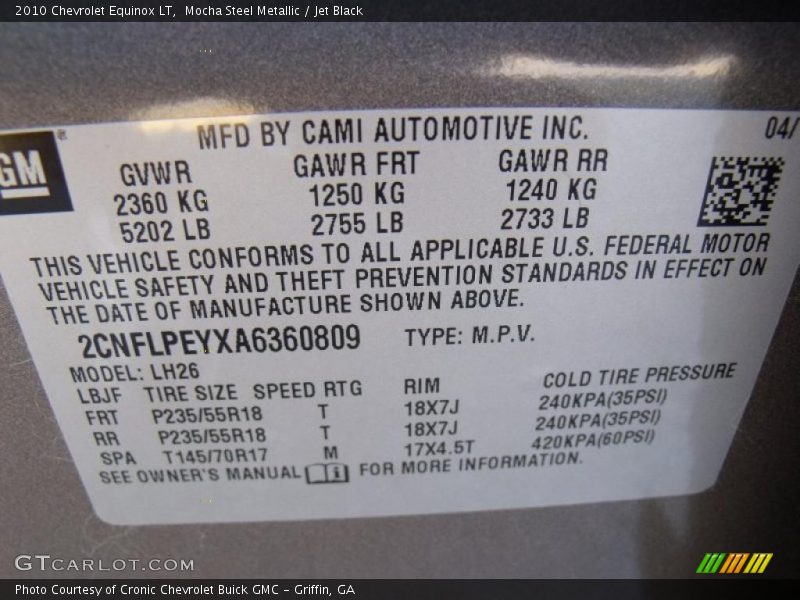 2010 Chevrolet Equinox LT, Mocha Steel Metallic / Jet Black
GM®
MFD BY CAMI AUTOMOTIVE INC. 04/
GVWR GAWR FRT GAWR RR
2360 KG 1250 KG 1240 KG
5202 LB 2755 LB 2733 LB
THIS VEHICLE CONFORMS TO ALL APPLICABLE U.S. FEDERAL MOTOR
VEHICLE SAFETY AND THEFT PREVENTION STANDARDS IN EFFECT ON
THE DATE OF MANUFACTURE SHOWN ABOVE.
2CNFLPEYXA6360809 TYPE: M.P.V.
MODEL: LH26
LBJF TIRE SIZE SPEED RTG RIM COLD TIRE PRESSURE
FRT P235/55R18 T 18X7J 240KPA(35PSI)
RR P235/55R18 T 18X7J 240KPA(35PSI)
SPA T145/70R17 M 17X4.5T 420KPA(60PSI)
SEE OWNER'S MANUAL FOR MORE INFORMATION.
GTCARLOT.COM
Photo Courtesy of Cronic Chevrolet Buick GMC – Griffin, GA